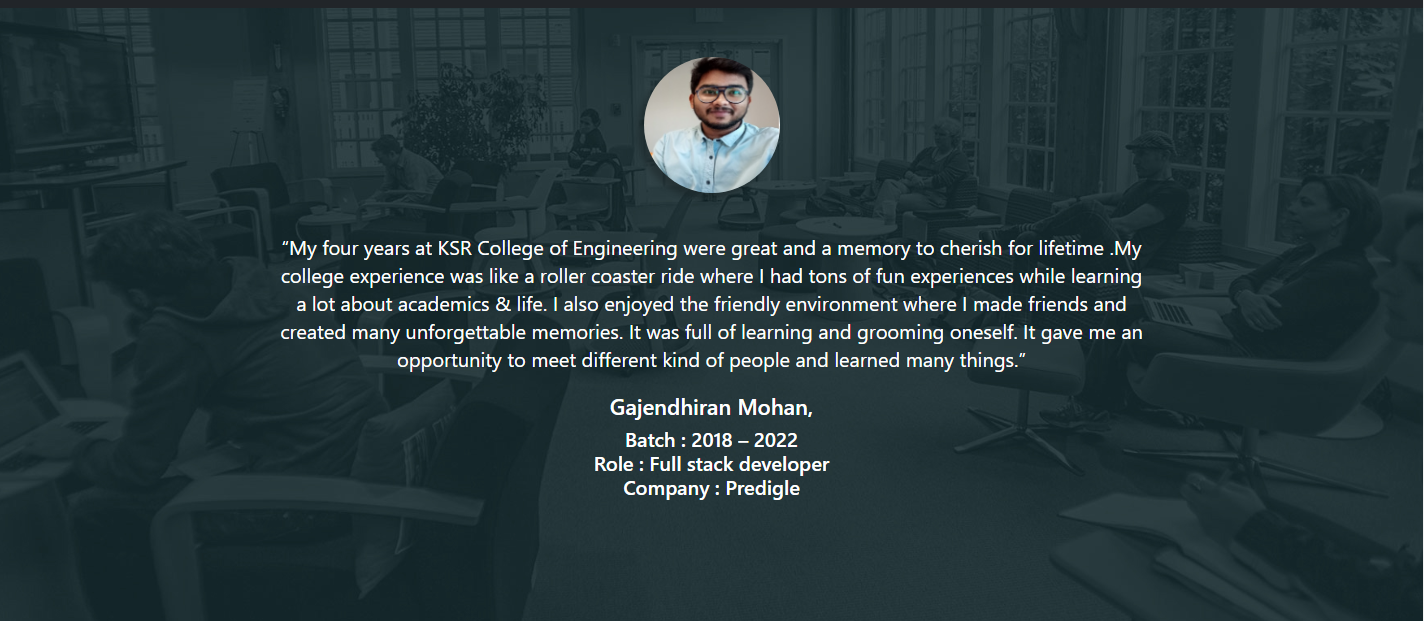 “My four years at KSR College of Engineering were great and a memory to cherish for lifetime .My
college experience was like a roller coaster ride where I had tons of fun experiences while learning
a lot about academics & life. I also enjoyed the friendly environment where I made friends and
created many unforgettable memories. It was full of learning and grooming oneself. It gave me an
opportunity to meet different kind of people and learned many things.”
Gajendhiran Mohan,
Batch : 2018 – 2022
Role : Full stack developer
Company : Predigle